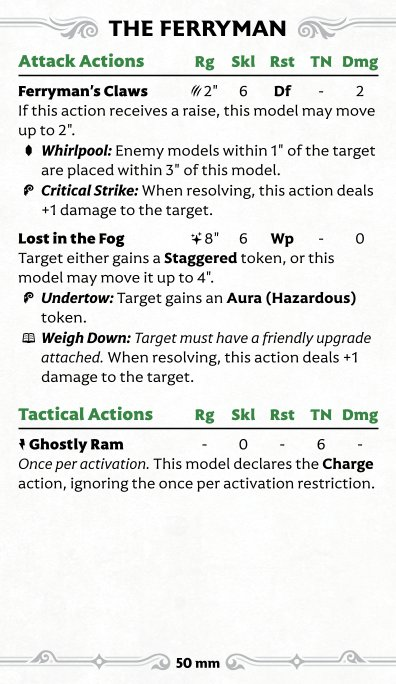 THE FERRYMAN
Attack Actions Rg Skl Rst TN Dmg
Ferryman's Claws 2" 6 Df - 2
If this action receives a raise, this model may move
up to 2".
Whirlpool: Enemy models within 1" of the target
are placed within 3" of this model.
Critical Strike: When resolving, this action deals
+1 damage to the target.
Lost in the Fog 8" 6 Wp - 0
Target either gains a Staggered token, or this
model may move it up to 4".
Undertow: Target gains an Aura (Hazardous)
token.
Weigh Down: Target must have a friendly upgrade
attached. When resolving, this action deals +1
damage to the target.
Tactical Actions Rg Skl Rst TN Dmg
Ghostly Ram - 0 - 6 -
Once per activation. This model declares the Charge
action, ignoring the once per activation restriction.
50 mm